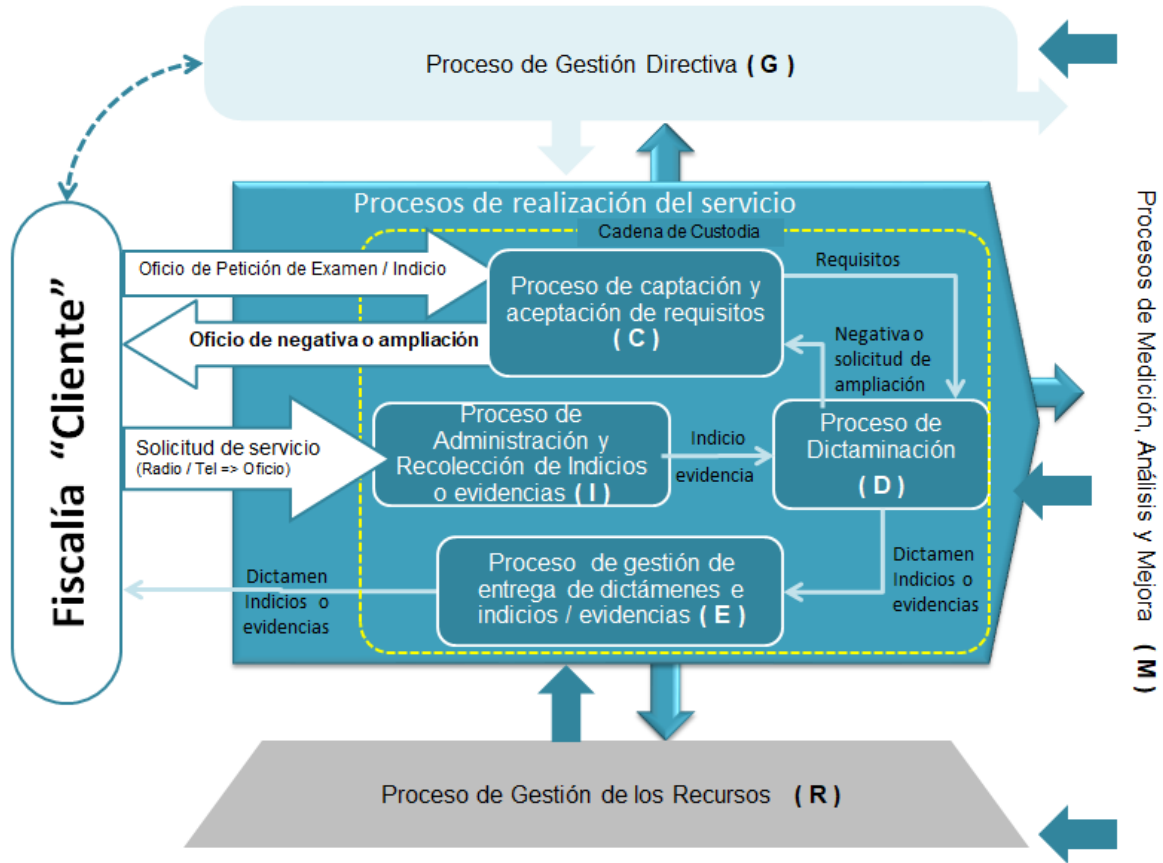 Proceso de Gestión Directiva ( G )
Procesos de realización del servicio
Cadena de Custodia
Fiscalía "Cliente"
Oficio de Petición de Examen / Indicio
Proceso de captación y
aceptación de requisitos
( C )
Requisitos
Oficio de negativa o ampliación
Negativa o
solicitud de
ampliación
Solicitud de servicio
(Radio / Tel => Oficio)
Proceso de
Administración y
Recolección de Indicios
o evidencias ( I )
Indicio
evidencia
Proceso de
Dictaminación
( D )
Dictamen
Indicios o
evidencias
Proceso de gestión de
entrega de dictámenes e
indicios / evidencias ( E )
Dictamen
Indicios o
evidencias
Procesos de Medición, Análisis y Mejora ( M )
Proceso de Gestión de los Recursos ( R )